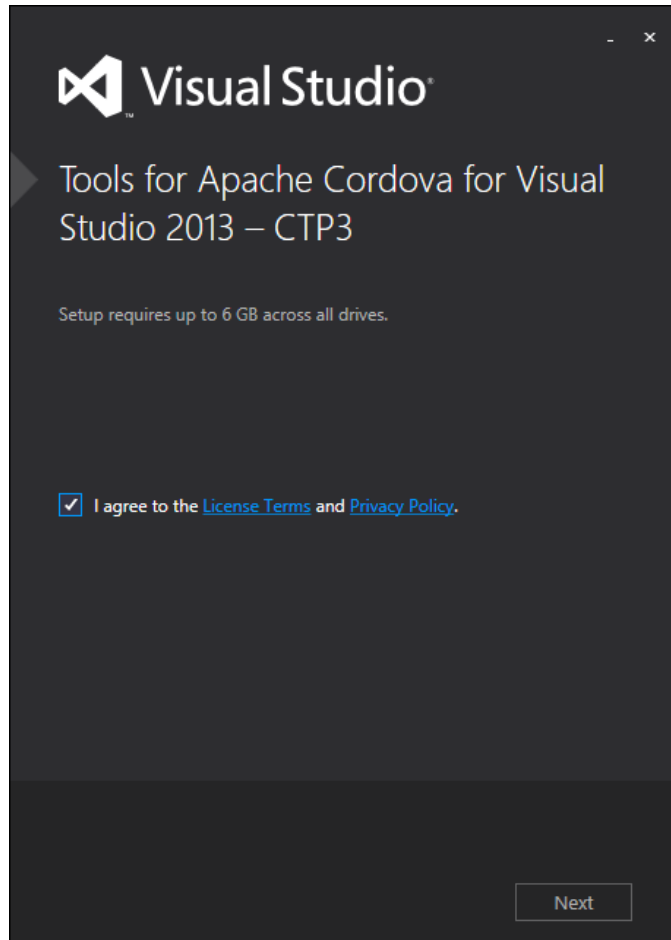 Visual Studio®
™
Tools for Apache Cordova for Visual
Studio 2013 – CTP3
Setup requires up to 6 GB across all drives.
I agree to the License Terms and Privacy Policy.
Next